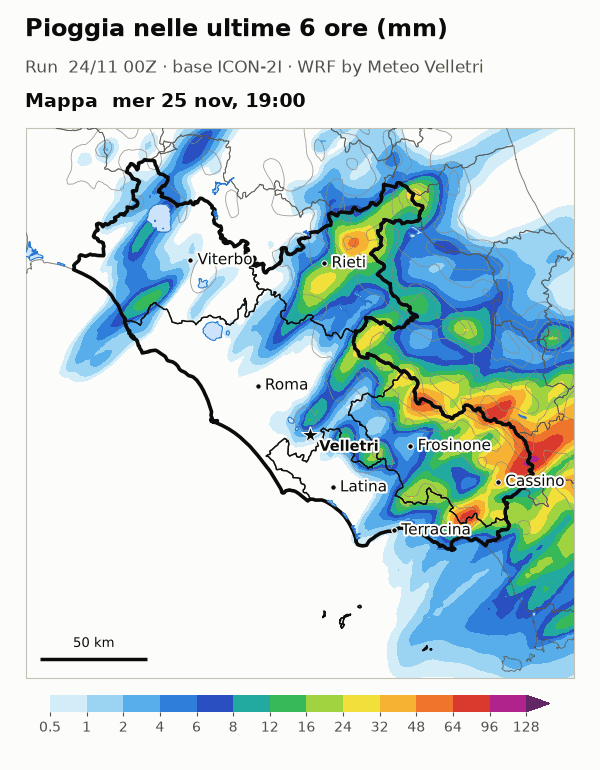 Pioggia nelle ultime 6 ore (mm)
Run 24/11 00Z · base ICON-2I · WRF by Meteo Velletri
Mappa mer 25 nov, 19:00
Viterbo
Rieti
Roma
Velletri
Frosinone
Cassino
Latina
Terracina
50 km
0.5 1 2 4 6 8 12 16 24 32 48 64 96 128